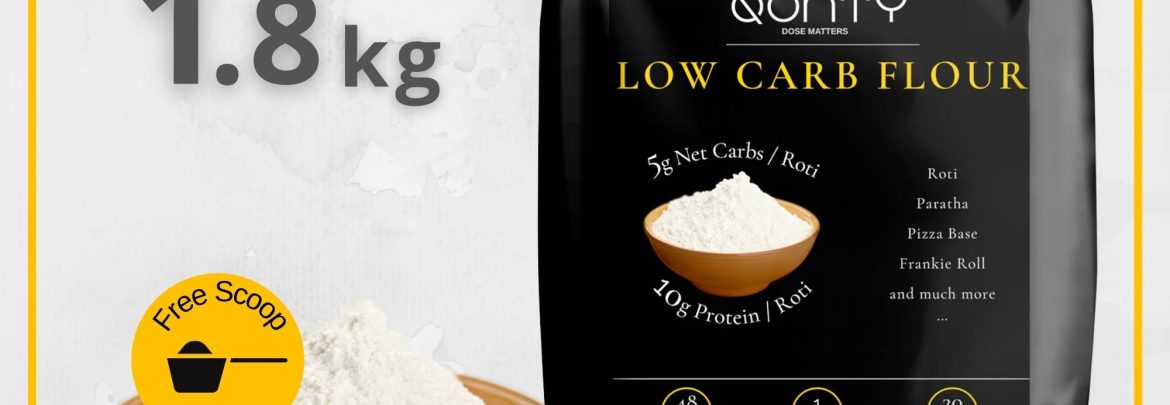 1.8 kg
Free Scoop
DOSE MATTERS
LOW CARB FLOUR
5g Net Carbs / Roti
10g Protein / Roti
Roti
Paratha
Pizza Base
Frankie Roll
and much more
...